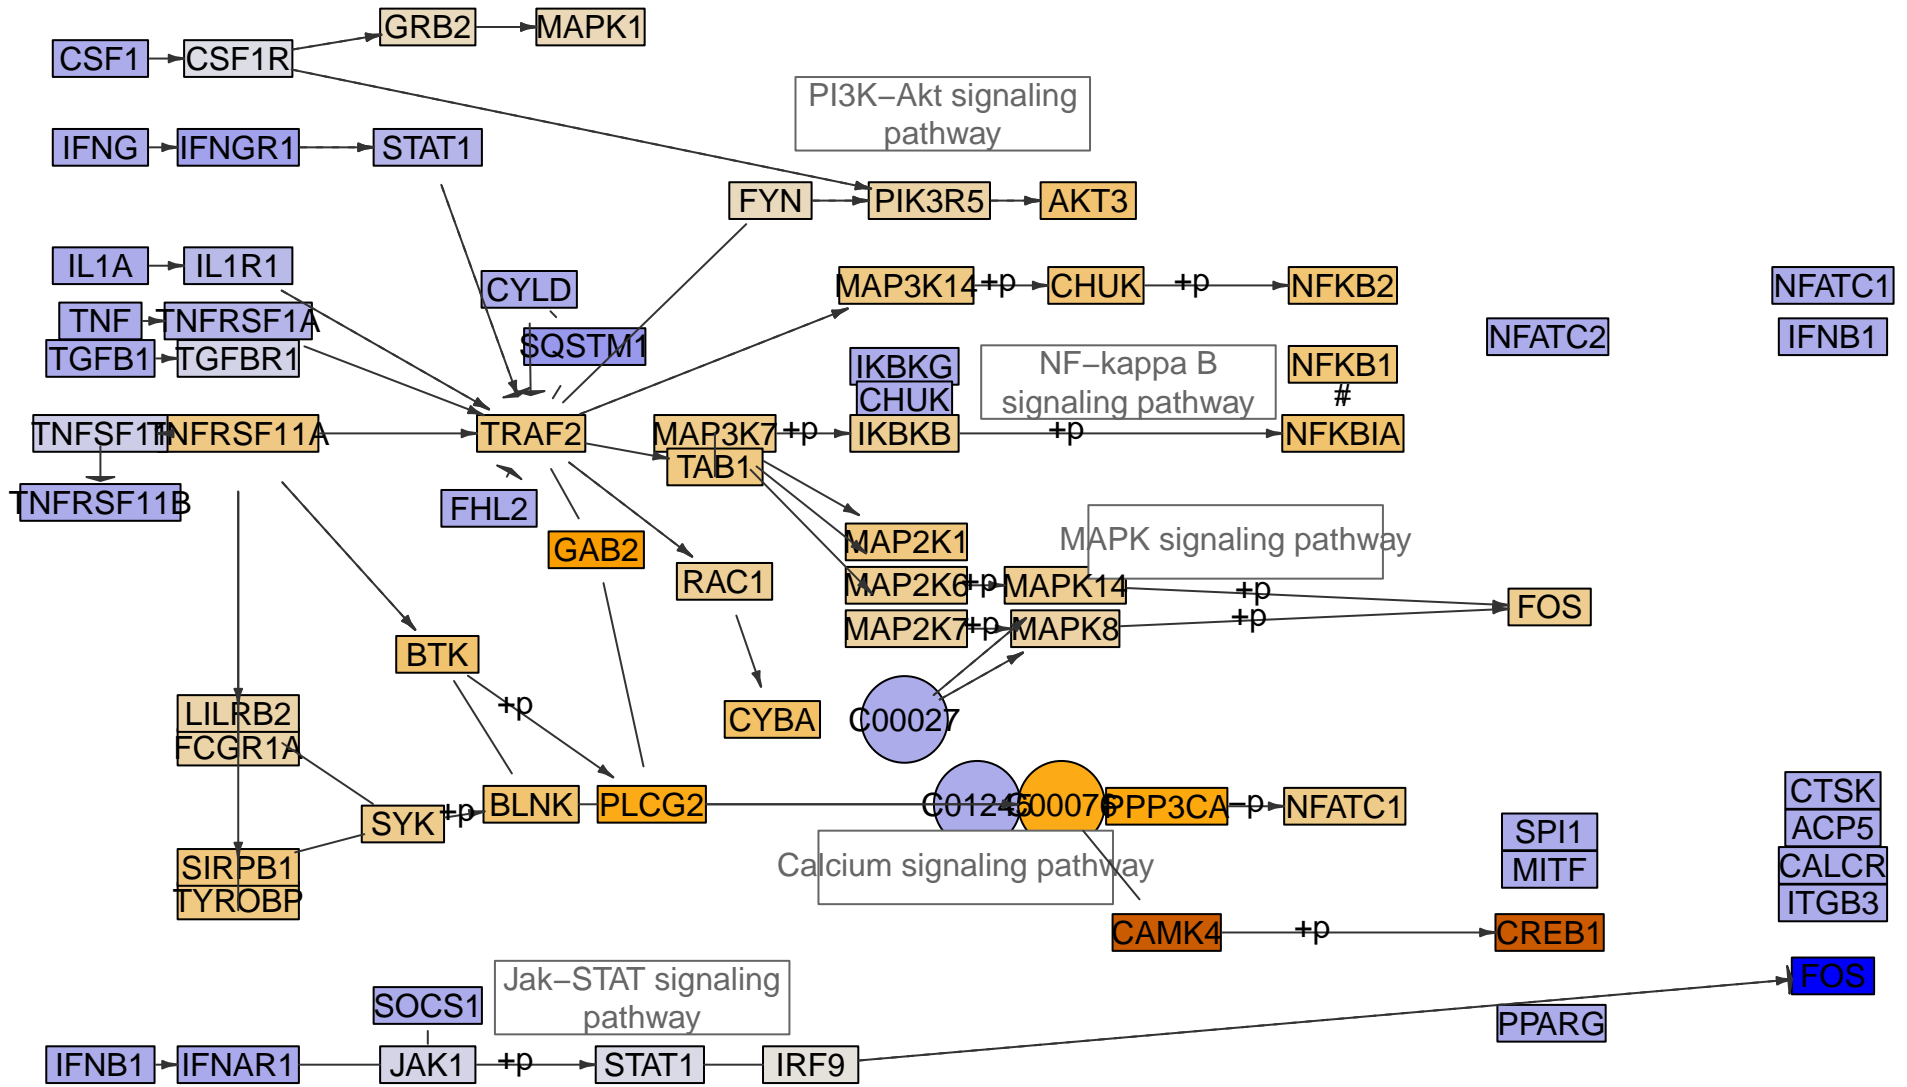 GRB2
MAPK1
CSF1
CSF1R
PI3K–Akt signaling
pathway
IFNG
IFNGR1
STAT1
FYN
PIK3R5
AKT3
IL1A
IL1R1
CYLD
MAP3K14
+p
CHUK
+p
NFKB2
NFATC1
TNF
TNFRSF1A
SQSTM1
NFATC2
IFNB1
TGFB1
TGFBR1
IKBKG
NF–kappa B
signaling pathway
NFKB1
#
CHUK
TNFRSF11A
TRAF2
MAP3K7
+p
IKBKB
+p
NFKBIA
TAB1
TNFRSF11B
FHL2
GAB2
MAP2K1
MAPK signaling pathway
RAC1
MAP2K6
+p
MAPK14
+p
FOS
MAP2K7
+p
MAPK8
+p
BTK
+p
LILRB2
CYBA
C00027
FCGR1A
SYK
+p
BLNK
PLCG2
C00076
PPP3CA
–p
NFATC1
CTSK
SPI1
ACP5
SIRPB1
Calcium signaling pathway
MITF
CALCR
TYROBP
ITGB3
CAMK4
+p
CREB1
Jak–STAT signaling
pathway
FOS
SOCS1
PPARG
IFNB1
IFNAR1
JAK1
+p
STAT1
IRF9